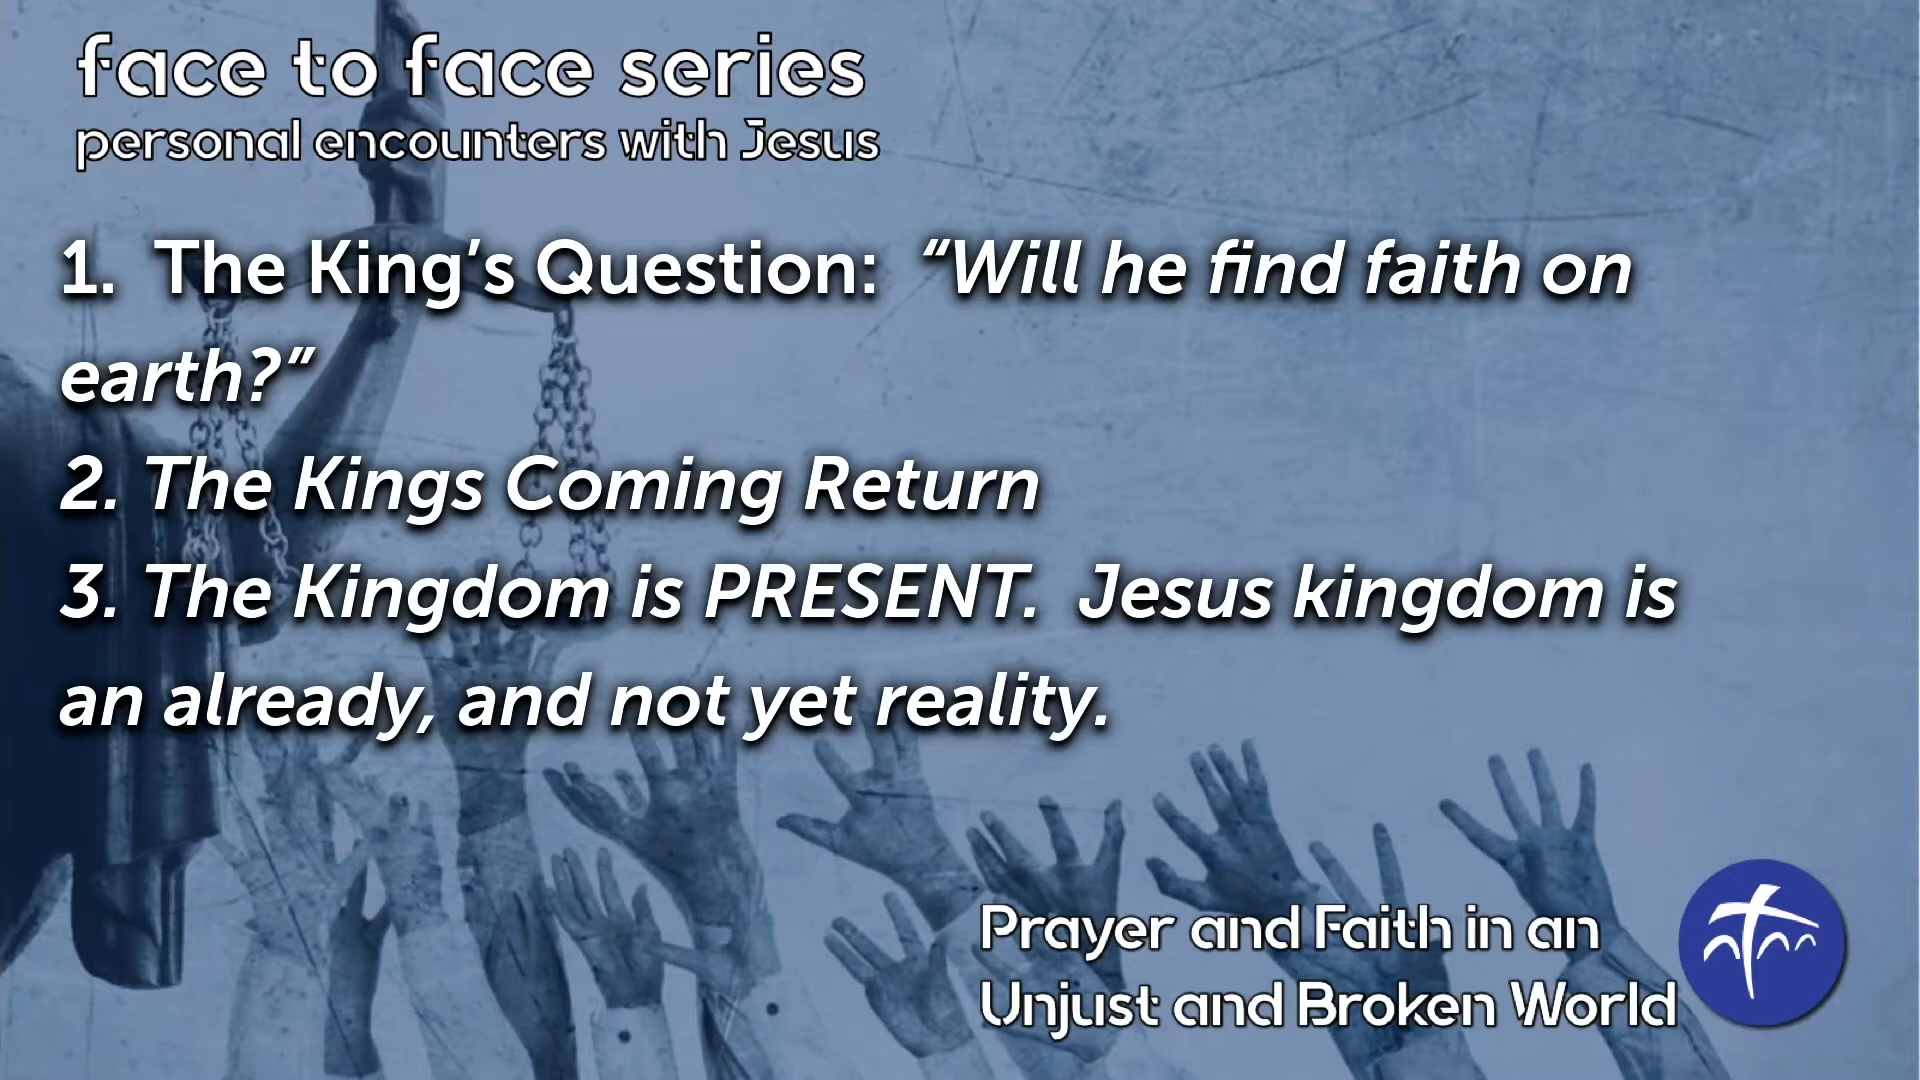 face to face series
personal encounters with Jesus
1.  The King’s Question:  “Will he find faith on
earth?”
2. The Kings Coming Return
3. The Kingdom is PRESENT.  Jesus kingdom is
an already, and not yet reality.
Prayer and Faith in an
Unjust and Broken World